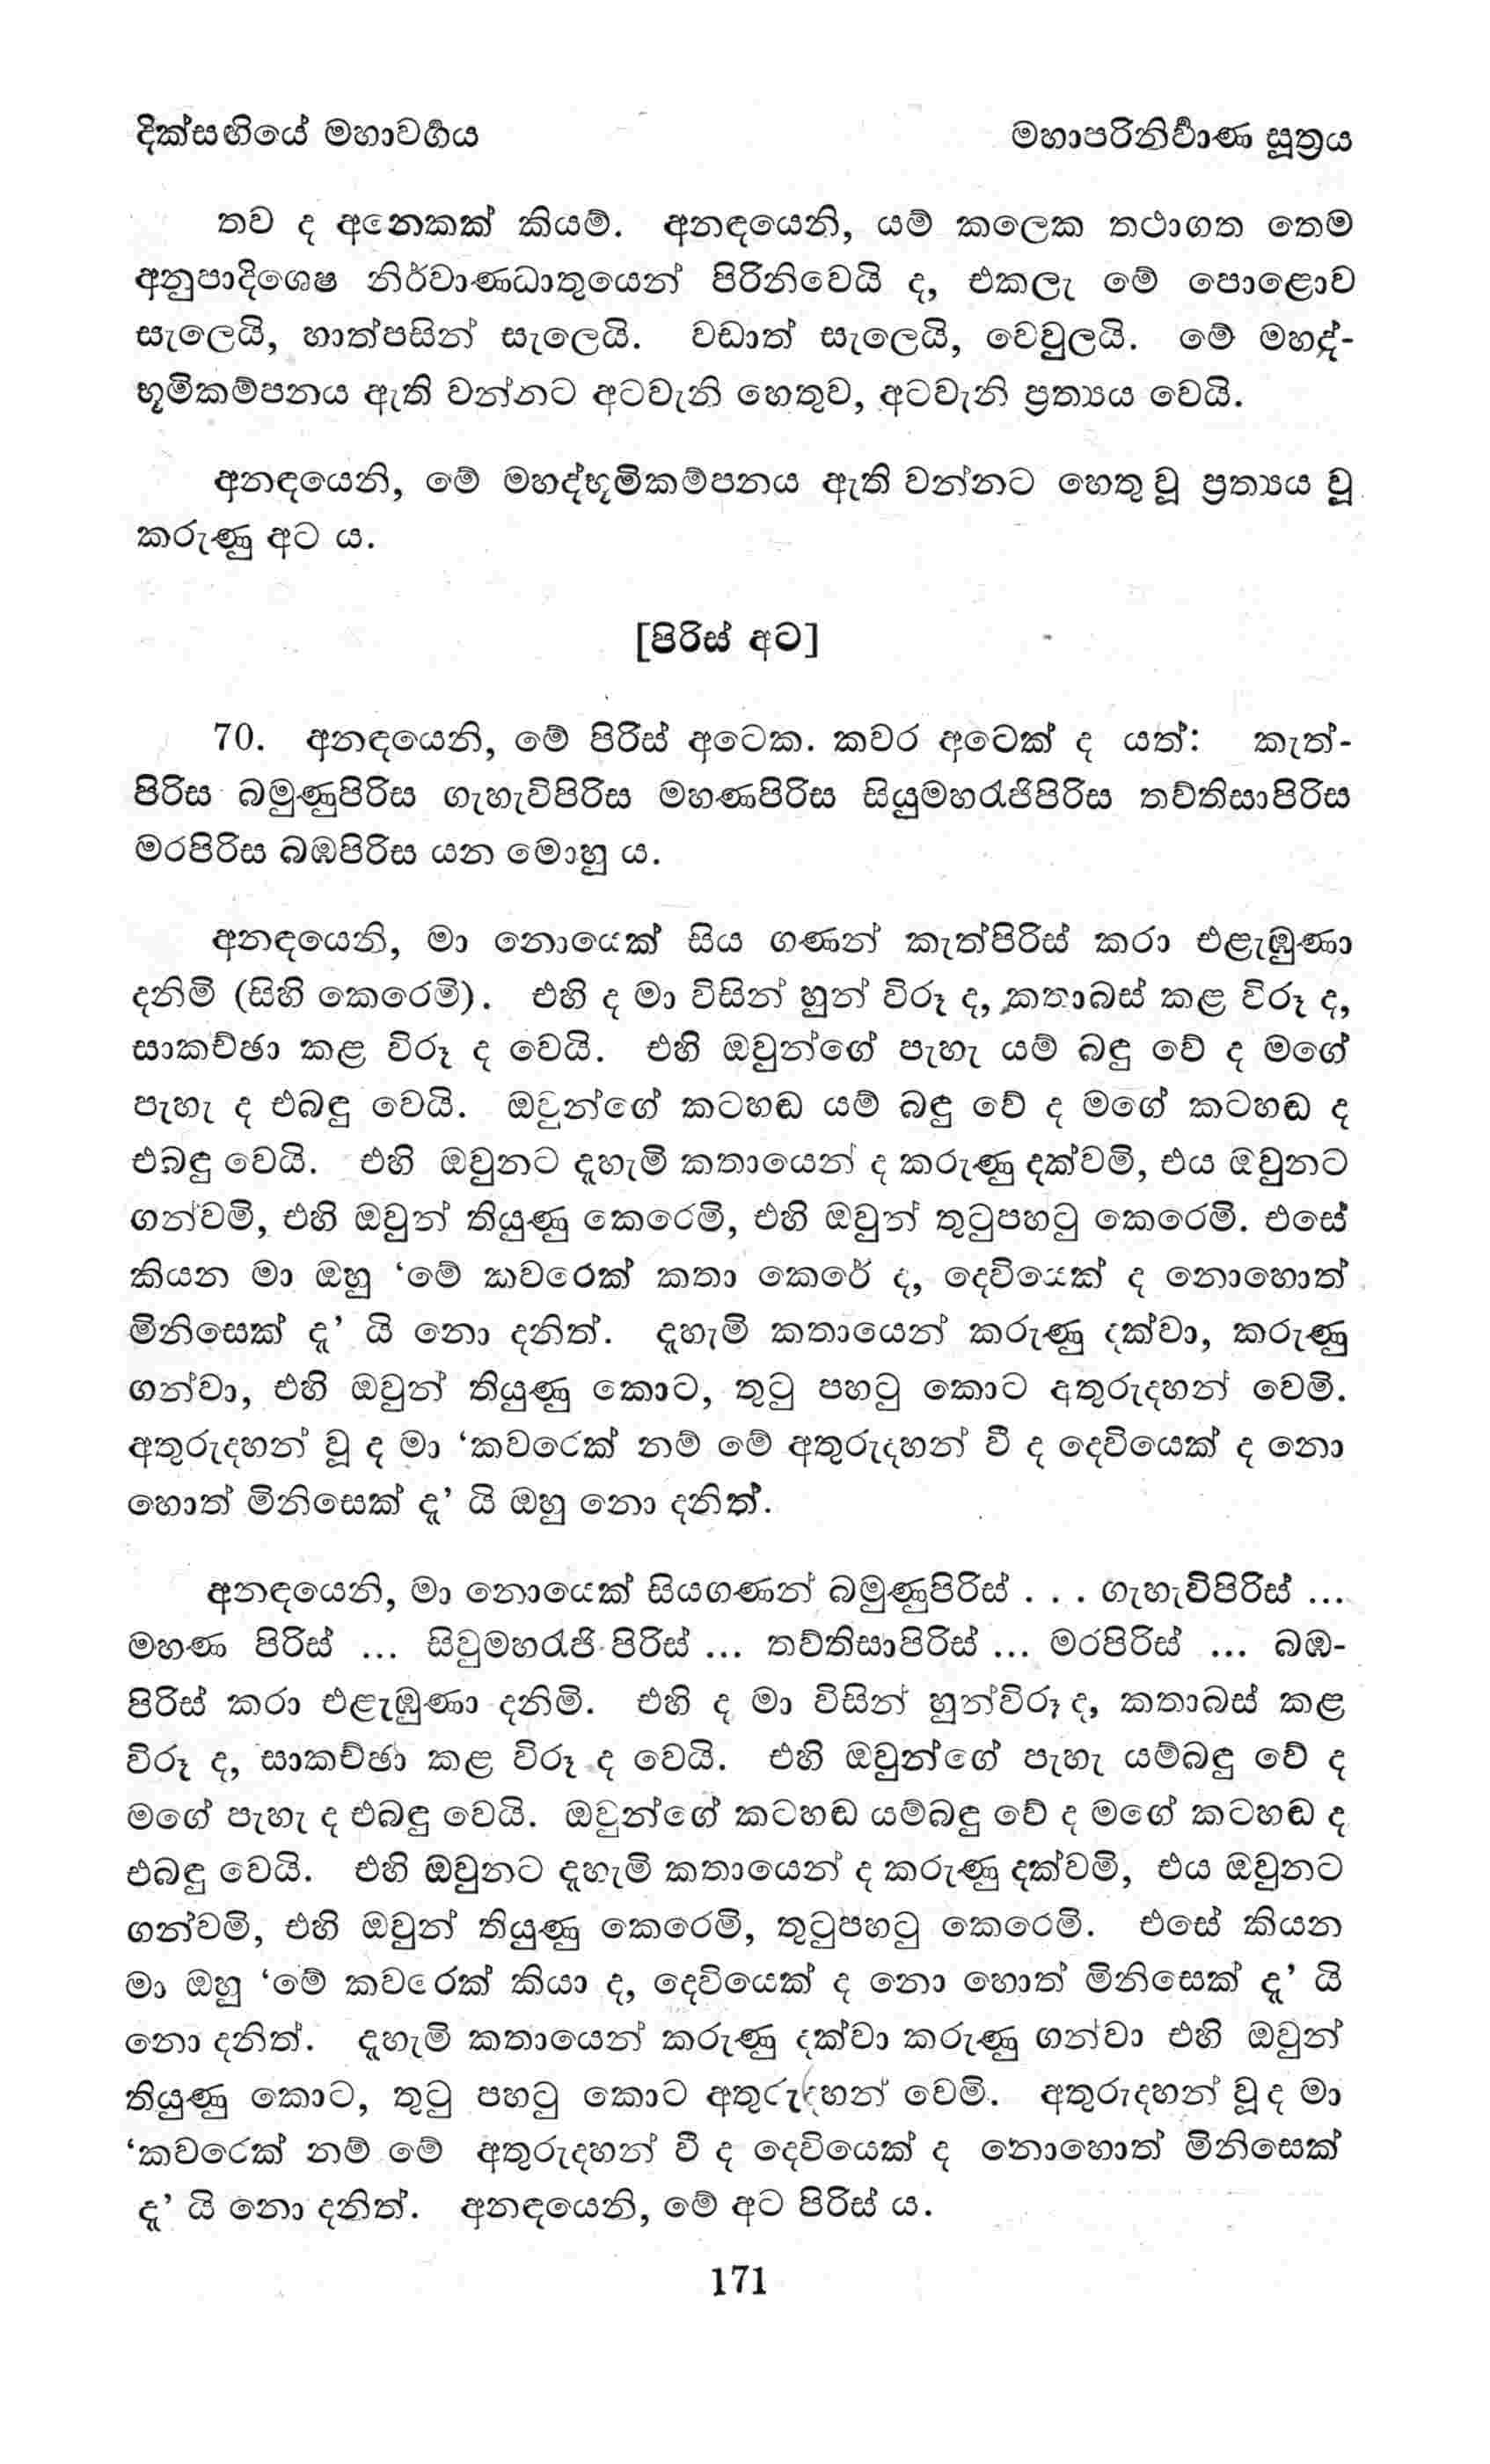 දික්සඟියේ මහාවර්‍ගය
මහාපරිනිර්‍වාණ සූත්‍රය
තව ද අනෙකක් කියම්. අනඳයෙනි, යම් කලෙක තථාගත තෙම
අනුපාදිශෙෂ නිර්වාණධාතුයෙන් පිරිනිවෙයි ද, එකලැ මේ පොළොව
සැලෙයි, හාත්පසින් සැලෙයි. වඩාත් සැලෙයි, වෙවුලයි. මේ මහද්-
භූමිකම්පනය ඇති වන්නට අටවැනි හෙතුව, අටවැනි ප්‍රත්‍යය වෙයි.
අනඳයෙනි, මේ මහද්භූමිකම්පනය ඇති වන්නට හෙතු වූ ප්‍රත්‍යය වූ
කරුණු අට ය.
[පිරිස් අට]
70. අනඳයෙනි, මේ පිරිස් අටෙක. කවර අටෙක් ද යත්: කැත්-
පිරිස බමුණුපිරිස ගැහැවිපිරිස මහණපිරිස සියුමහරජපිරිස තව්තිසාපිරිස
මරපිරිස බඹපිරිස යන මොහු ය.
අනඳයෙනි, මා නොයෙක් සිය ගණන් කැත්පිරිස් කරා එළැඹුණා
දනිමි (සිහි කෙරෙමි). එහි ද මා විසින් හුන් විරූ ද, කතාබස් කළ විරූ ද,
සාකච්ඡා කළ විරූ ද වෙයි. එහි ඔවුන්ගේ පැහැ යම් බඳු වේ ද මගේ
පැහැ ද එබඳු වෙයි. ඔවුන්ගේ කටහඬ යම් බඳු වේ ද මගේ කටහඬ ද
එබඳු වෙයි. එහි ඔවුනට දැහැමි කතායෙන් ද කරුණු දක්වමි, එය ඔවුනට
ගන්වමි, එහි ඔවුන් තියුණු කෙරෙමි, එහි ඔවුන් තුටුපහටු කෙරෙමි. එසේ
කියන මා ඔහු ‘මේ කවරෙක් කතා කෙරේ ද, දෙවියෙක් ද නොහොත්
මිනිසෙක් දැ’ යි නො දනිත්. දැහැමි කතායෙන් කරුණු දක්වා, කරුණු
ගන්වා, එහි ඔවුන් තියුණු කොට, තුටු පහටු කොට අතුරුදහන් වෙමි.
අතුරුදහන් වූ ද මා ‘කවරෙක් නම් මේ අතුරුදහන් වී ද දෙවියෙක් ද නො
හොත් මිනිසෙක් දැ’ යි ඔහු නො දනිත්.
අනඳයෙනි, මා නොයෙක් සියගණන් බමුණුපිරිස් . . . ගැහැවිපිරිස් ...
මහණ පිරිස් ... සිවුමහරජ පිරිස් ... තව්තිසාපිරිස් ... මරපිරිස් ... බඹ-
පිරිස් කරා එළැඹුණා දනිමි. එහි ද මා විසින් හුන්විරූ ද, කතාබස් කළ
විරූ ද, සාකච්ඡා කළ විරූ ද වෙයි. එහි ඔවුන්ගේ පැහැ යම්බඳු වේ ද
මගේ පැහැ ද එබඳු වෙයි. ඔවුන්ගේ කටහඬ යම්බඳු වේ ද මගේ කටහඬ ද
එබඳු වෙයි. එහි ඔවුනට දැහැමි කතායෙන් ද කරුණු දක්වමි, එය ඔවුනට
ගන්වමි, එහි ඔවුන් තියුණු කෙරෙමි, තුටුපහටු කෙරෙමි. එසේ කියන
මා ඔහු ‘මේ කවරෙක් කියා ද, දෙවියෙක් ද නො හොත් මිනිසෙක් දැ’ යි
නො දනිත්. දැහැමි කතායෙන් කරුණු දක්වා කරුණු ගන්වා එහි ඔවුන්
තියුණු කොට, තුටු පහටු කොට අතුරුදහන් වෙමි. අතුරුදහන් වූ ද මා
‘කවරෙක් නම් මේ අතුරුදහන් වී ද දෙවියෙක් ද නොහොත් මිනිසෙක්
දැ’ යි නො දනිත්. අනඳයෙනි, මේ අට පිරිස් ය.
171